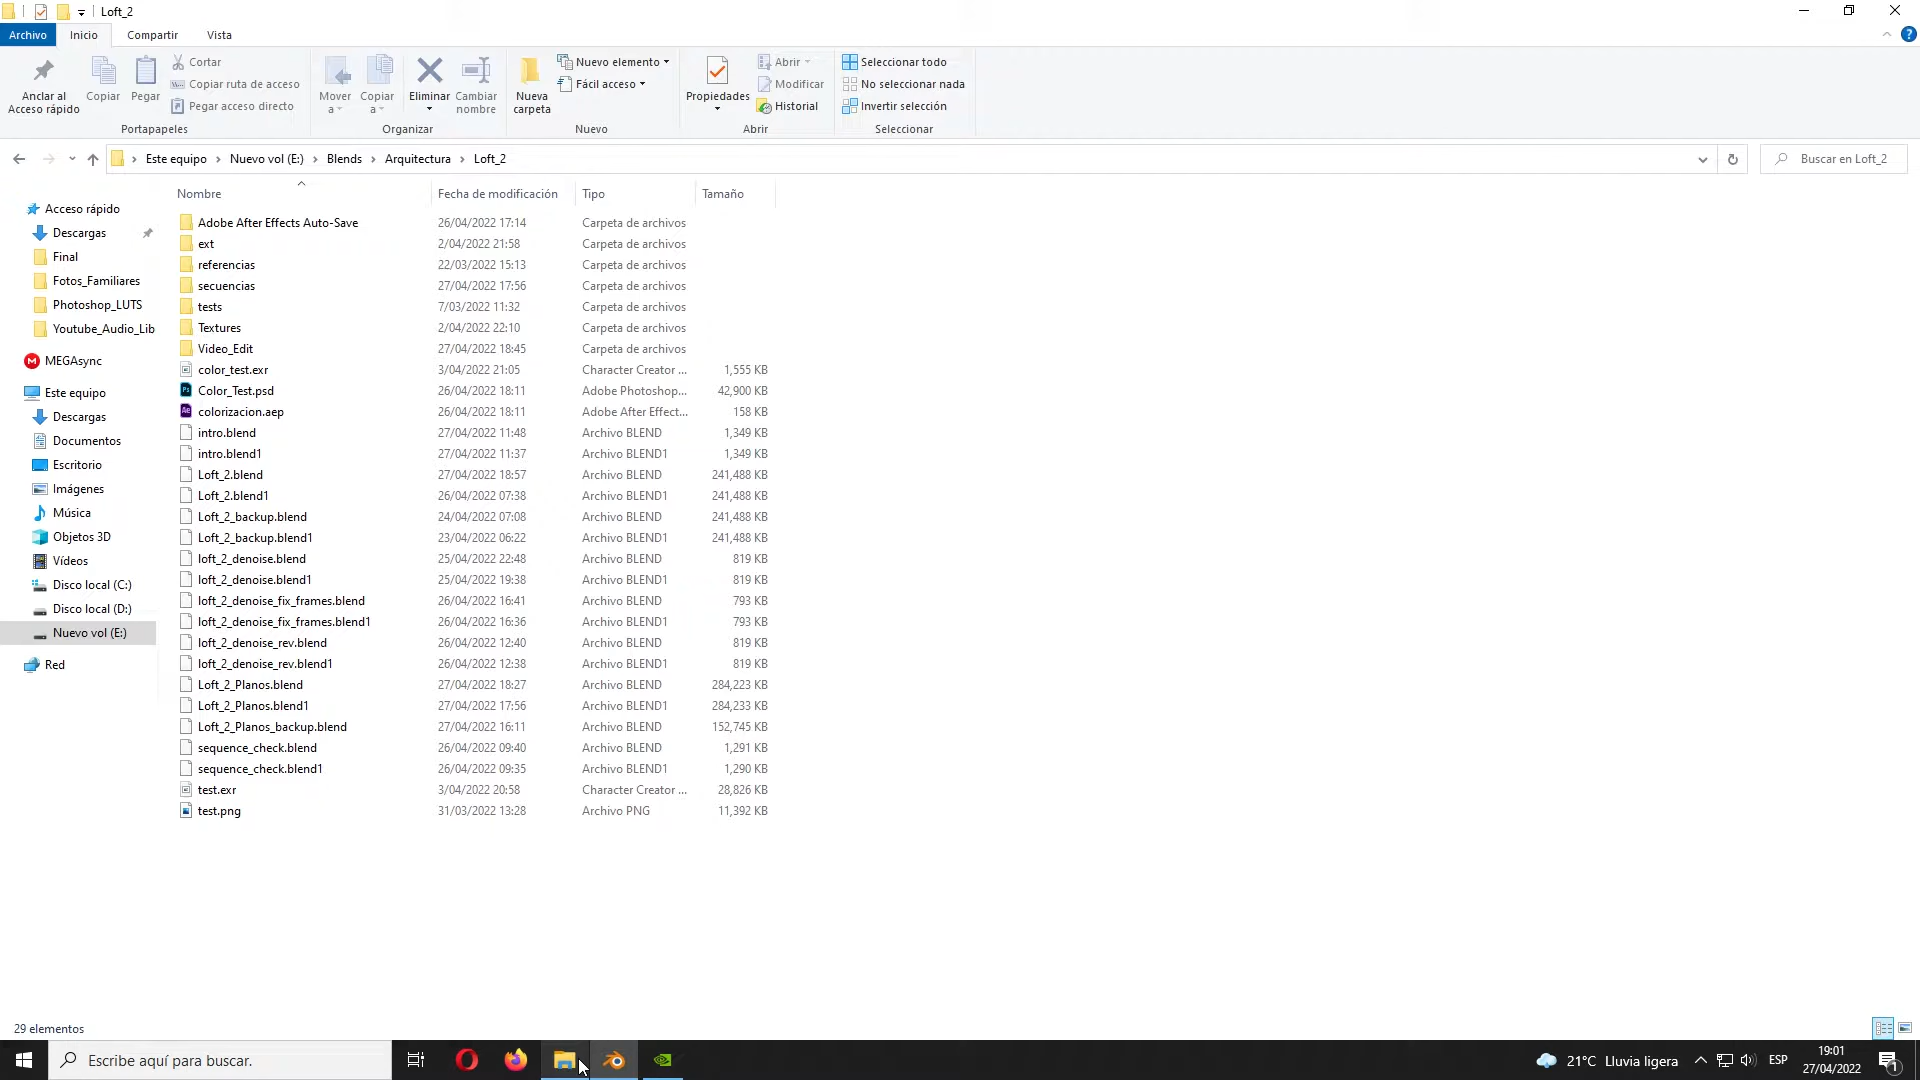 Loft_2
Archivo Inicio Compartir Vista
Anclar al Acceso rápido
Copiar
Pegar
Cortar
Copiar ruta de acceso
Pegar acceso directo
Portapapeles
Mover a
Copiar a
Eliminar
Cambiar nombre
Organizar
Nueva carpeta
Nuevo elemento
Fácil acceso
Nuevo
Propiedades
Abrir
Modificar
Historial
Abrir
Seleccionar todo
No seleccionar nada
Invertir selección
Seleccionar
Este equipo > Nuevo vol (E:) > Blends > Arquitectura > Loft_2
Buscar en Loft_2
Acceso rápido
Descargas
Final
Fotos_Familiares
Photoshop_LUTS
Youtube_Audio_Lib
MEGAsync
Este equipo
Descargas
Documentos
Escritorio
Imágenes
Música
Objetos 3D
Vídeos
Disco local (C:)
Disco local (D:)
Nuevo vol (E:)
Red
Nombre Fecha de modificación Tipo Tamaño
Adobe After Effects Auto-Save 26/04/2022 17:14 Carpeta de archivos
ext 2/04/2022 21:58 Carpeta de archivos
referencias 22/03/2022 15:13 Carpeta de archivos
secuencias 27/04/2022 17:56 Carpeta de archivos
tests 7/03/2022 11:32 Carpeta de archivos
Textures 2/04/2022 22:10 Carpeta de archivos
Video_Edit 27/04/2022 18:45 Carpeta de archivos
color_test.exr 3/04/2022 21:05 Character Creator ... 1,555 KB
Color_Test.psd 26/04/2022 18:11 Adobe Photoshop... 42,900 KB
colorizacion.aep 26/04/2022 18:11 Adobe After Effect... 158 KB
intro.blend 27/04/2022 11:48 Archivo BLEND 1,349 KB
intro.blend1 27/04/2022 11:37 Archivo BLEND1 1,349 KB
Loft_2.blend 27/04/2022 18:57 Archivo BLEND 241,488 KB
Loft_2.blend1 26/04/2022 07:38 Archivo BLEND1 241,488 KB
Loft_2_backup.blend 24/04/2022 07:08 Archivo BLEND 241,488 KB
Loft_2_backup.blend1 23/04/2022 06:22 Archivo BLEND1 241,488 KB
loft_2_denoise.blend 25/04/2022 22:48 Archivo BLEND 819 KB
loft_2_denoise.blend1 25/04/2022 19:38 Archivo BLEND1 819 KB
loft_2_denoise_fix_frames.blend 26/04/2022 16:41 Archivo BLEND 793 KB
loft_2_denoise_fix_frames.blend1 26/04/2022 16:36 Archivo BLEND1 793 KB
loft_2_denoise_rev.blend 26/04/2022 12:40 Archivo BLEND 819 KB
loft_2_denoise_rev.blend1 26/04/2022 12:38 Archivo BLEND1 819 KB
Loft_2_Planos.blend 27/04/2022 18:27 Archivo BLEND 284,223 KB
Loft_2_Planos.blend1 27/04/2022 17:56 Archivo BLEND1 284,233 KB
Loft_2_Planos_backup.blend 27/04/2022 16:11 Archivo BLEND 152,745 KB
sequence_check.blend 26/04/2022 09:40 Archivo BLEND 1,291 KB
sequence_check.blend1 26/04/2022 09:35 Archivo BLEND1 1,290 KB
test.exr 3/04/2022 20:58 Character Creator ... 28,826 KB
test.png 31/03/2022 13:28 Archivo PNG 11,392 KB
29 elementos
Escribe aquí para buscar.
21°C Lluvia ligera
ESP
19:01
27/04/2022
1